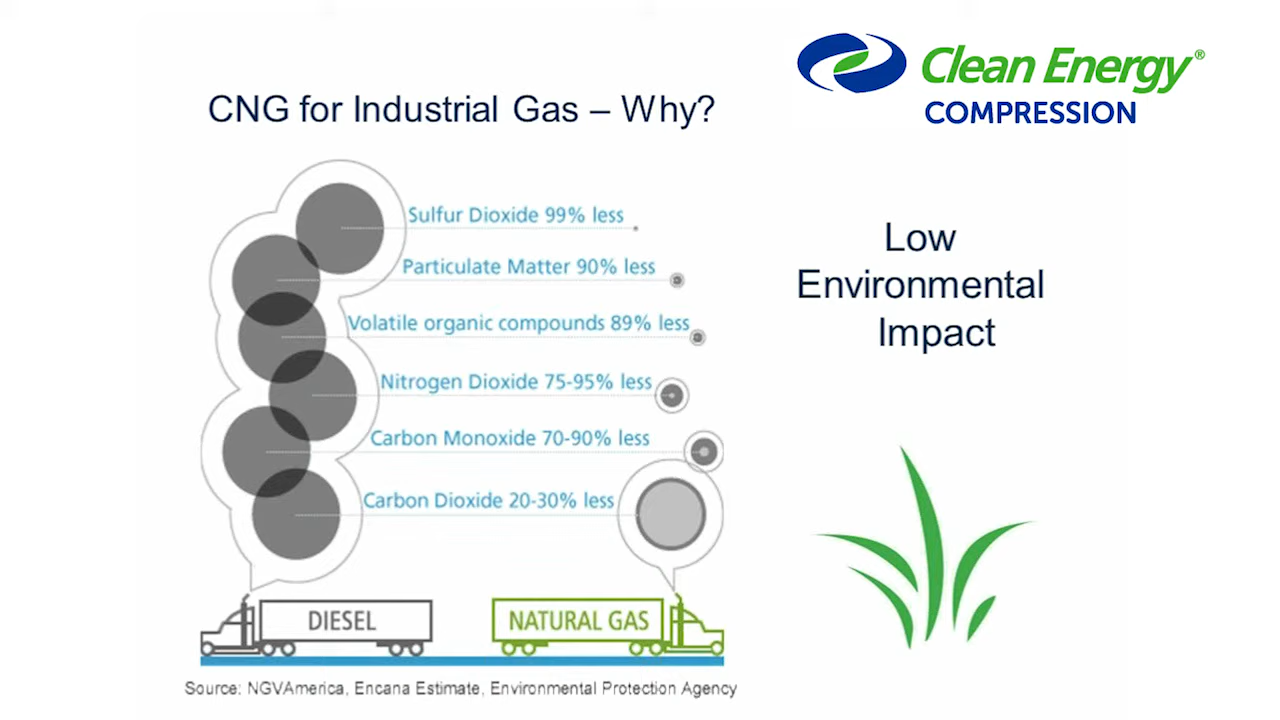 Clean Energy®
COMPRESSION
CNG for Industrial Gas – Why?
Sulfur Dioxide 99% less
Particulate Matter 90% less
Volatile organic compounds 89% less
Nitrogen Dioxide 75-95% less
Carbon Monoxide 70-90% less
Carbon Dioxide 20-30% less
DIESEL
NATURAL GAS
Source: NGVAmerica, Encana Estimate, Environmental Protection Agency
Low
Environmental
Impact